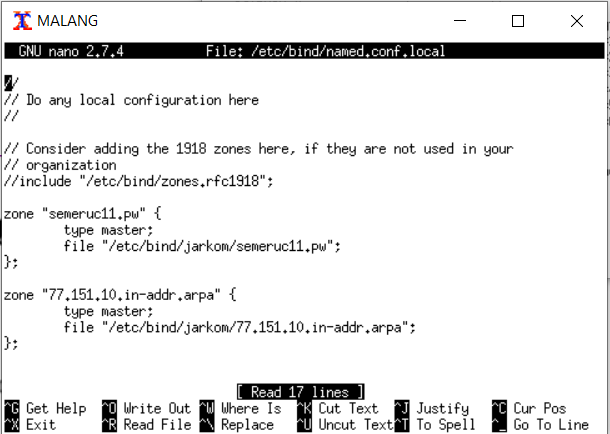 MALANG
GNU nano 2.7.4 File: /etc/bind/named.conf.local
//
// Do any local configuration here
//
// Consider adding the 1918 zones here, if they are not used in your
// organization
//include "/etc/bind/zones.rfc1918";
zone "semeruc11.pw" {
type master;
file "/etc/bind/jarkom/semeruc11.pw";
};
zone "77.151.10.in-addr.arpa" {
type master;
file "/etc/bind/jarkom/77.151.10.in-addr.arpa";
};
[ Read 17 lines ]
^G Get Help ^O Write Out ^W Where Is ^K Cut Text ^J Justify ^C Cur Pos
^X Exit ^R Read File ^\ Replace ^U Uncut Text ^T To Spell ^_ Go To Line